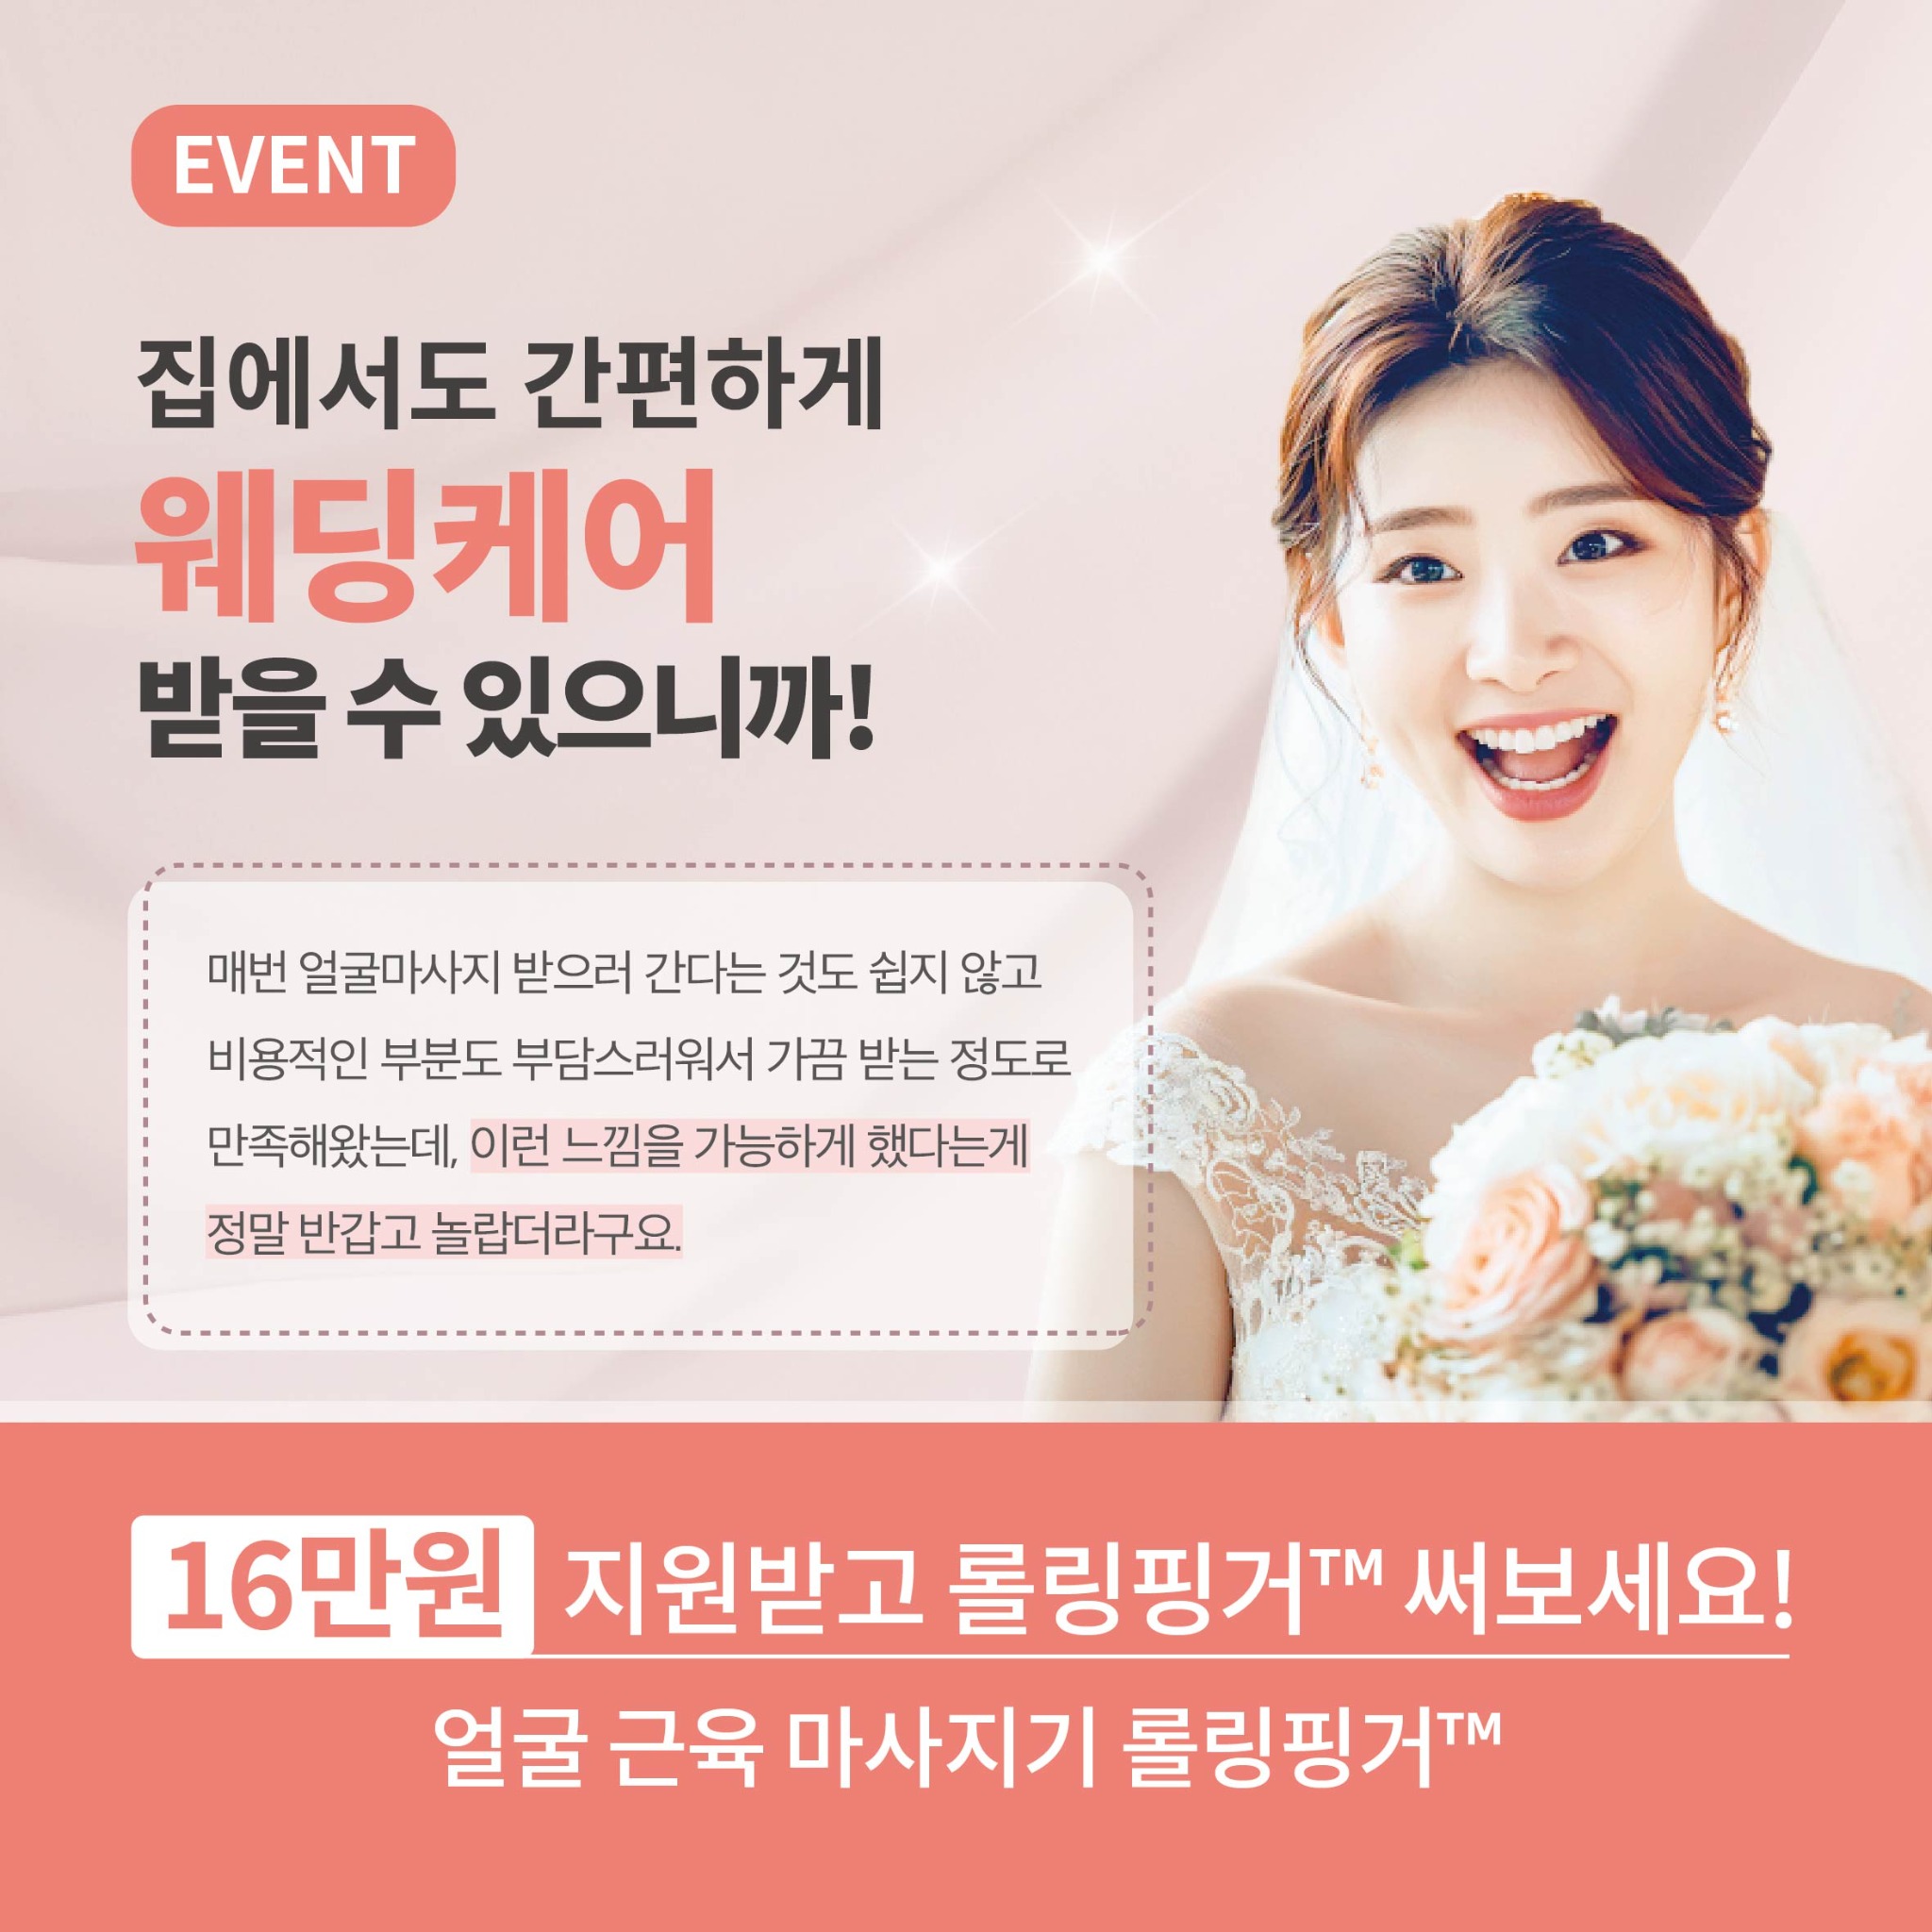 EVENT
집에서도 간편하게
웨딩케어
받을 수 있으니까!
매번 얼굴마사지 받으러 간다는 것도 쉽지 않고
비용적인 부분도 부담스러워서 가끔 받는 정도로
만족해왔는데, 이런 느낌을 가능하게 했다는게
정말 반갑고 놀랍더라구요.
16만원 지원받고 롤링핑거™ 써보세요!
얼굴 근육 마사지기 롤링핑거™